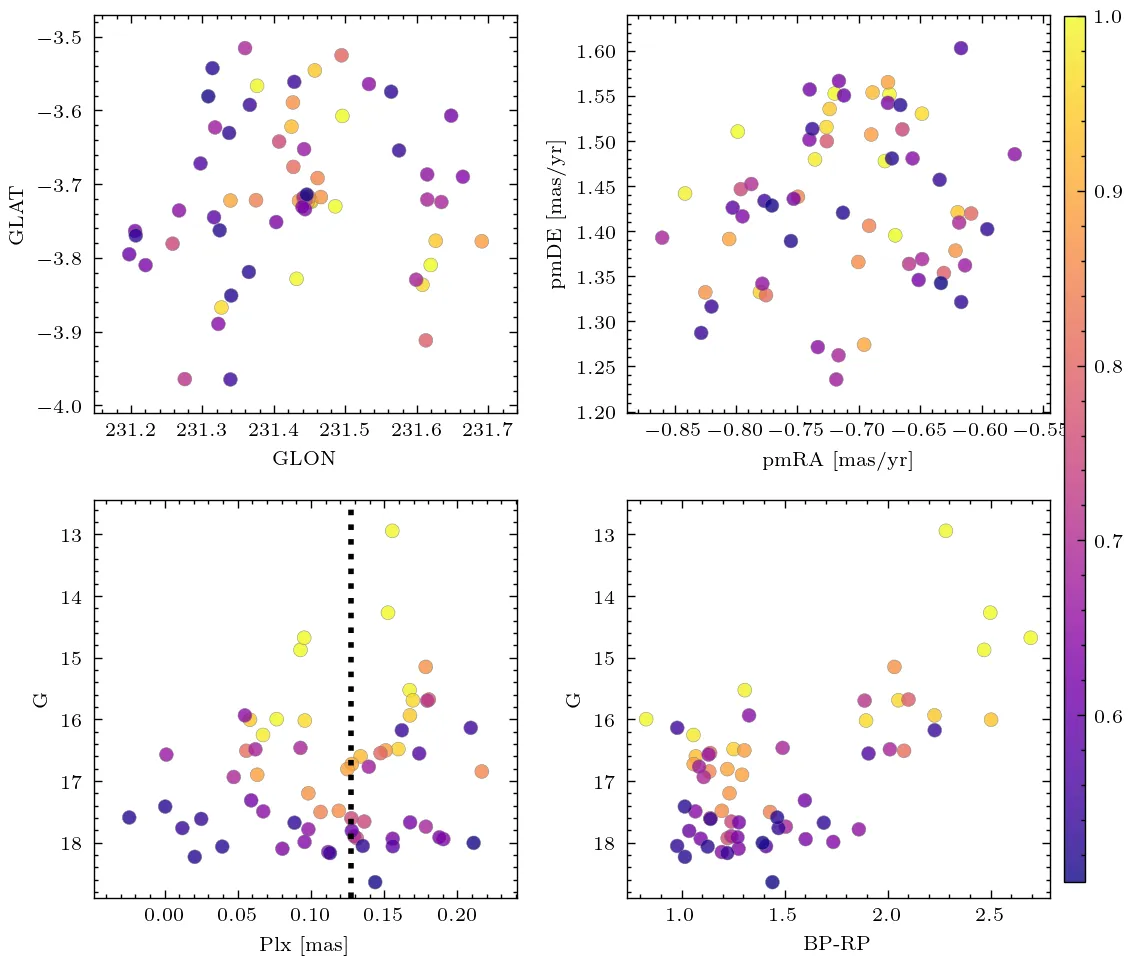 −3.5
−3.6
−3.7
−3.8
−3.9
−4.0
GLAT
231.2 231.3 231.4 231.5 231.6 231.7
GLON
1.60
1.55
1.50
1.45
1.40
1.35
1.30
1.25
1.20
pmDE [mas/yr]
−0.85 −0.80 −0.75 −0.70 −0.65 −0.60 −0.55
pmRA [mas/yr]
1.0
0.9
0.8
0.7
0.6
13
14
15
16
17
18
G
0.00 0.05 0.10 0.15 0.20
Plx [mas]
13
14
15
16
17
18
G
1.0 1.5 2.0 2.5
BP-RP